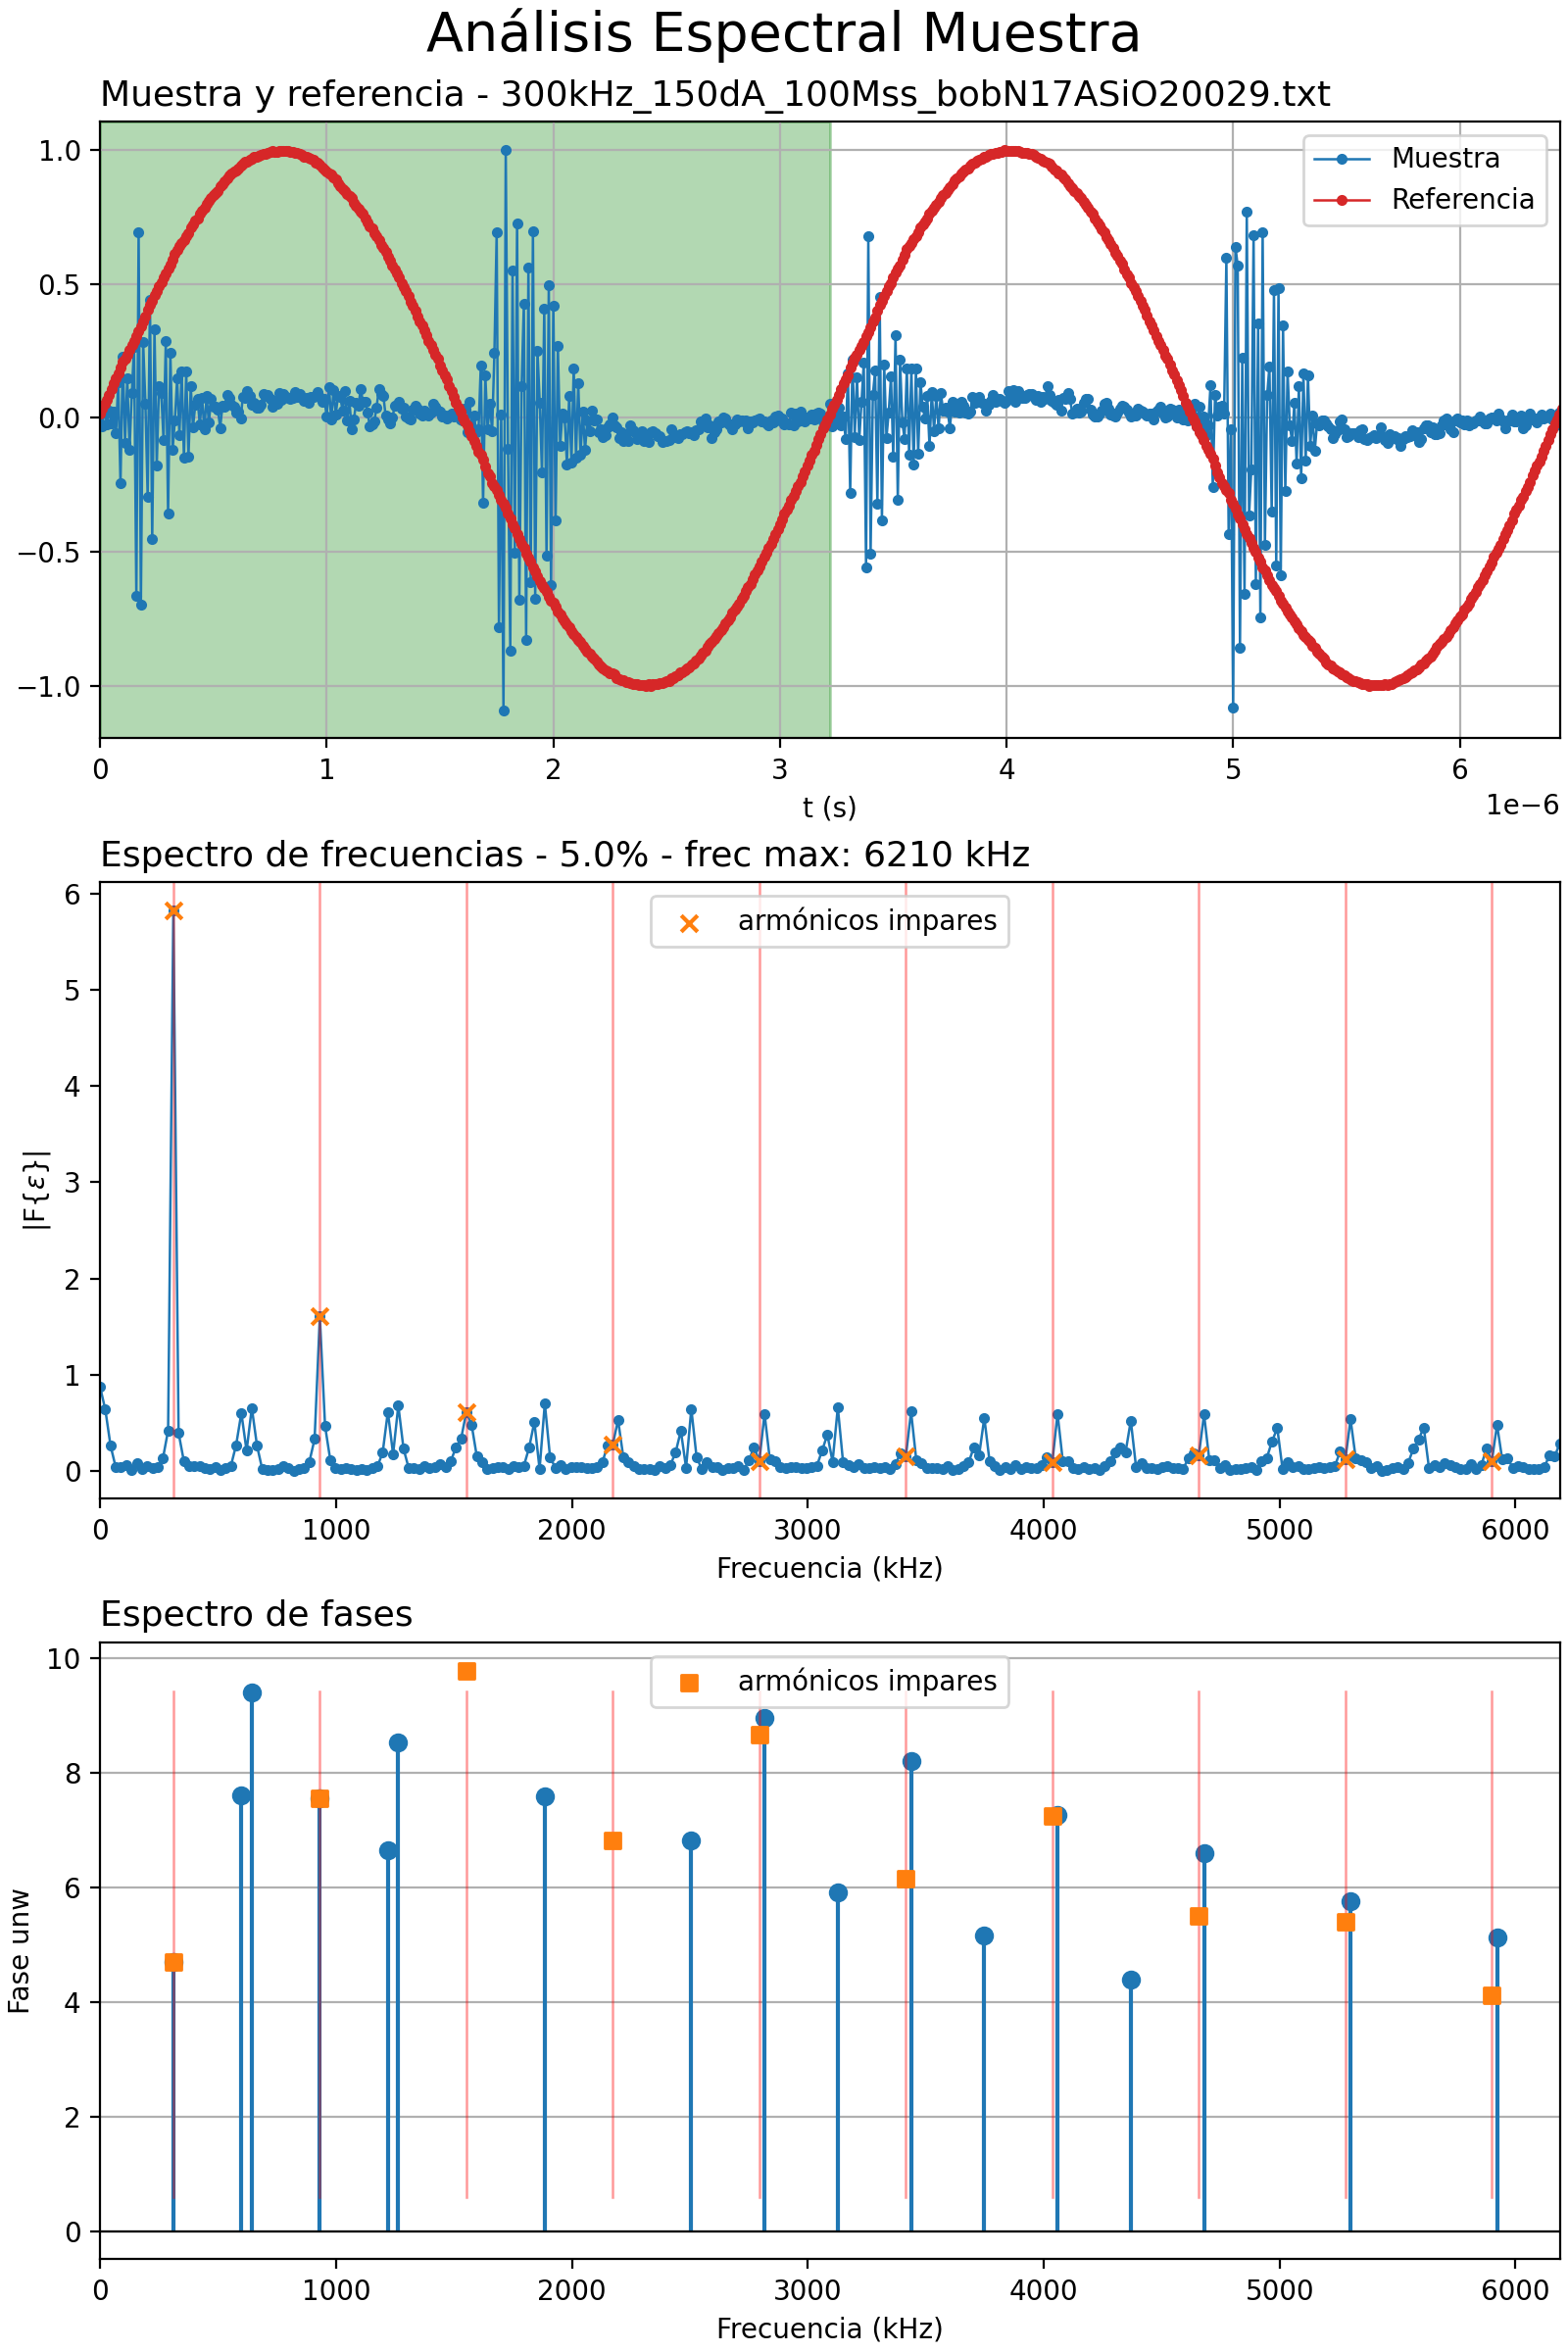 Análisis Espectral Muestra
Muestra y referencia - 300kHz_150dA_100Mss_bobN17ASiO20029.txt
1.0
0.5
0.0
−0.5
−1.0
Muestra
Referencia
0 1 2 3 4 5 6
1e−6
t (s)
Espectro de frecuencias - 5.0% - frec max: 6210 kHz
6
5
4
3
2
1
0
|F{ε}|
armónicos impares
0 1000 2000 3000 4000 5000 6000
Frecuencia (kHz)
Espectro de fases
10
8
6
4
2
0
Fase unw
armónicos impares
0 1000 2000 3000 4000 5000 6000
Frecuencia (kHz)